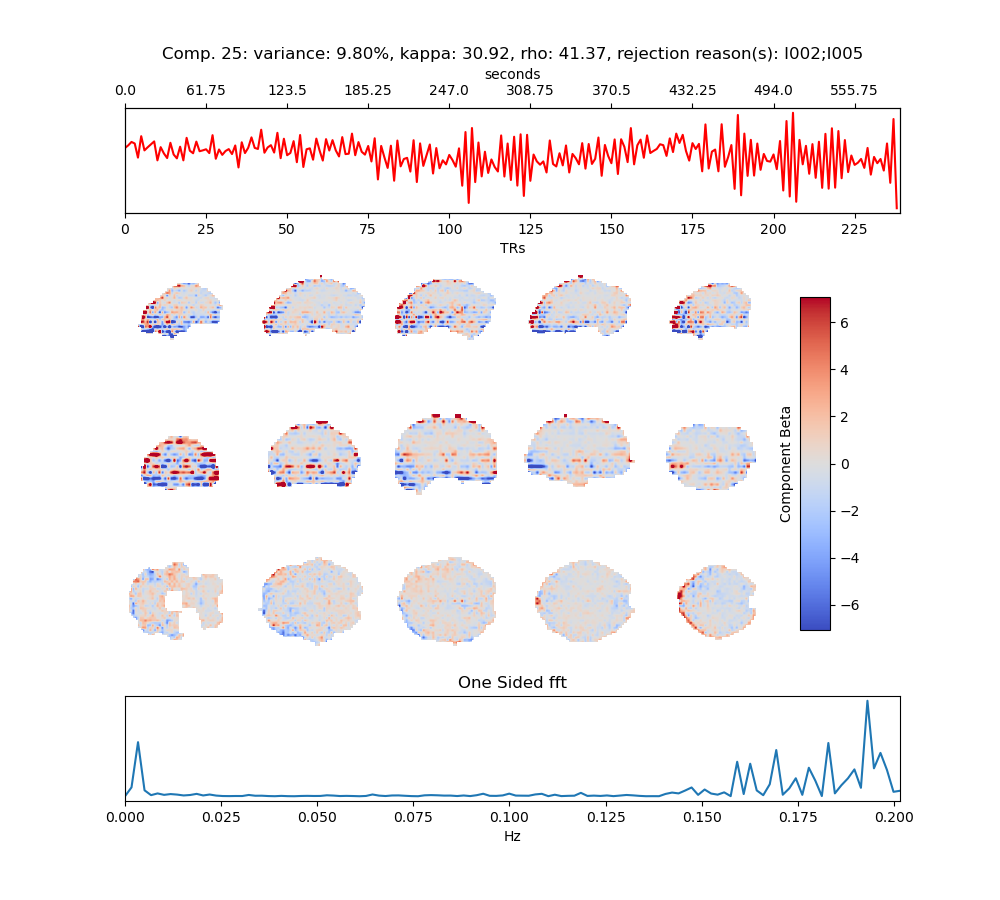 Comp. 25: variance: 9.80%, kappa: 30.92, rho: 41.37, rejection reason(s): I002;I005
seconds
0.0 61.75 123.5 185.25 247.0 308.75 370.5 432.25 494.0 555.75
0 25 50 75 100 125 150 175 200 225
TRs
6
4
2
0
−2
−4
−6
Component Beta
One Sided fft
0.000 0.025 0.050 0.075 0.100 0.125 0.150 0.175 0.200
Hz